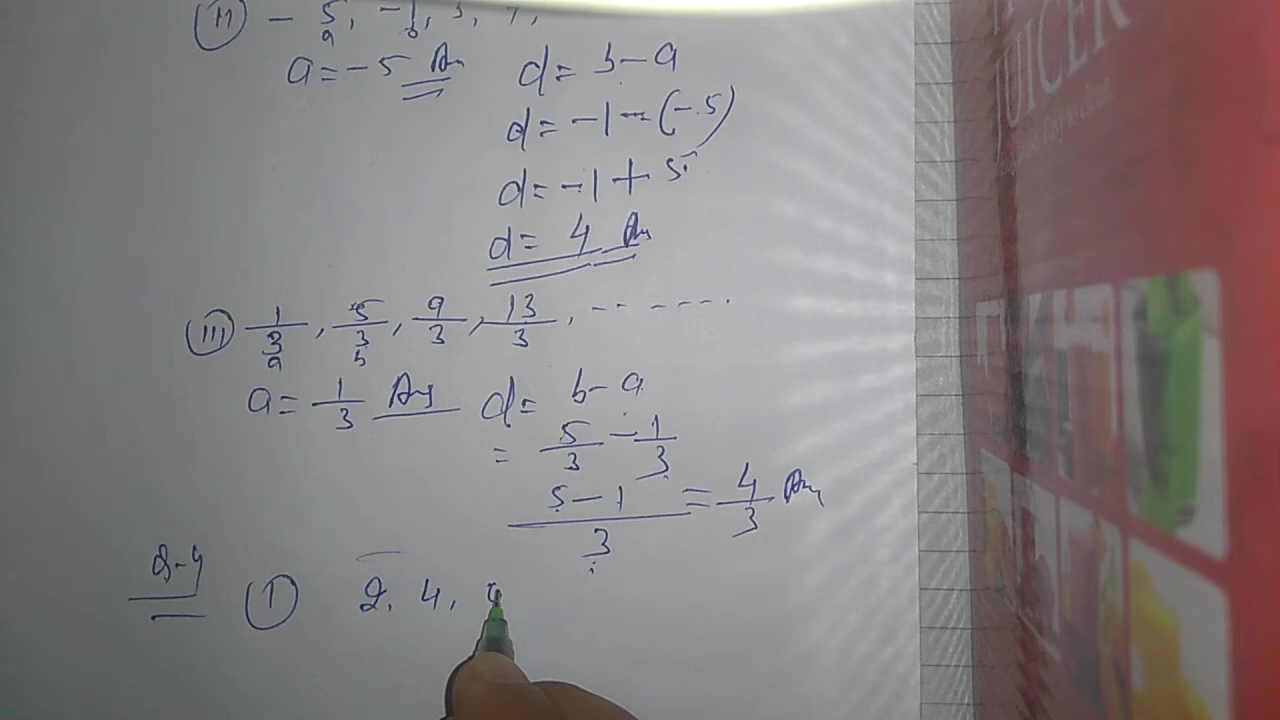 (II) - 5, -1, 3, 7,
a b
a = -5 Ans d = b - a
d = -1 - (-5)
d = -1 + 5
d = 4 Ans
(III) 1/3, 5/3, 9/3, 13/3, .........
a b
a = 1/3 Ans d = b - a
= 5/3 - 1/3
5-1/3 = 4/3 Ans
Q-4 (I) 2, 4,
JUICER